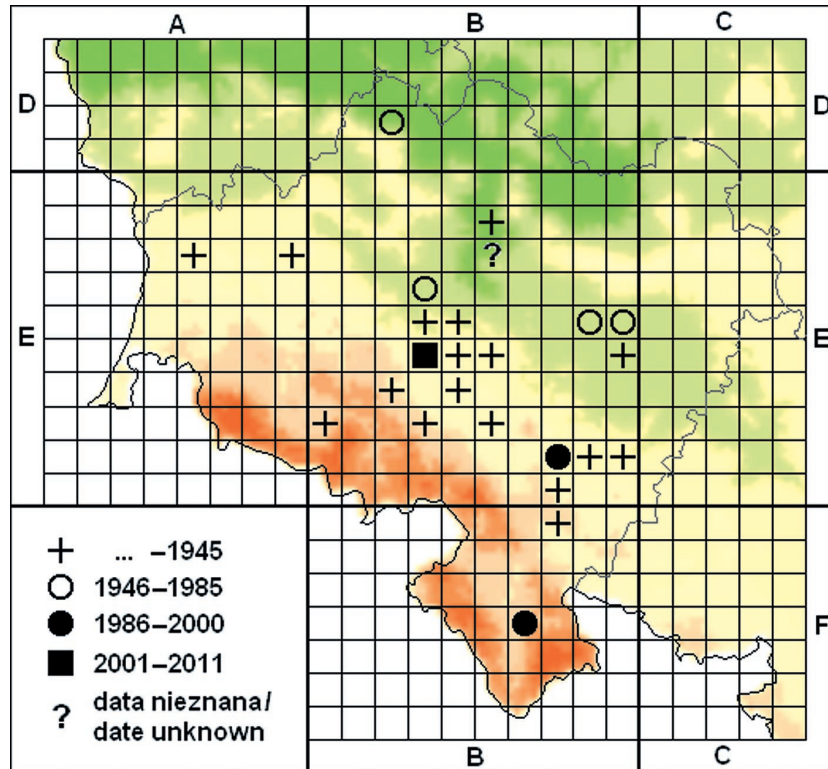 A B C
D D
E E
F
... –1945
1946–1985
1986–2000
2001–2011
? data nieznana/
date unknown
?
B C